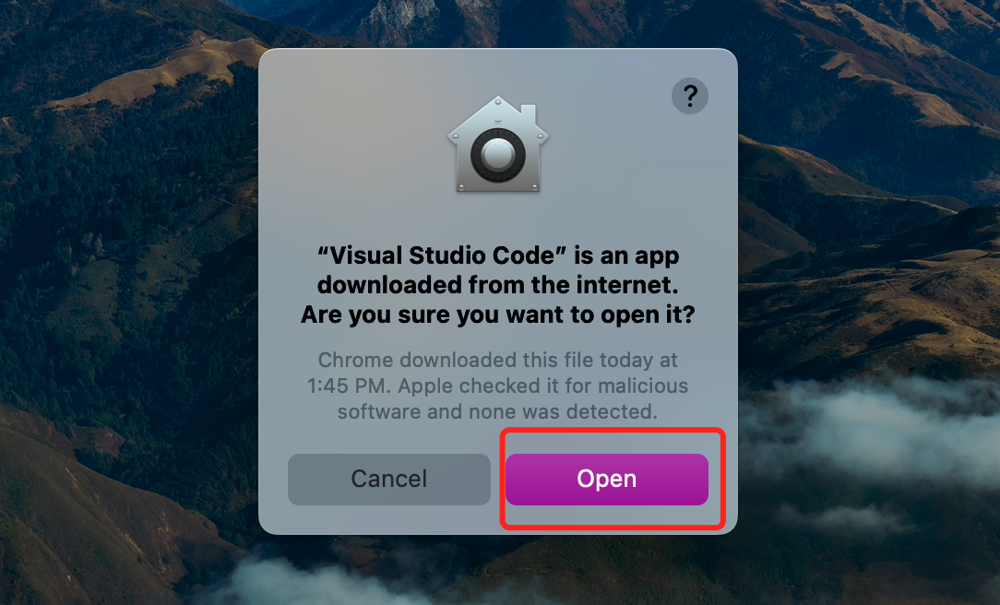 ?
“Visual Studio Code” is an app
downloaded from the internet.
Are you sure you want to open it?
Chrome downloaded this file today at
1:45 PM. Apple checked it for malicious
software and none was detected.
Cancel
Open